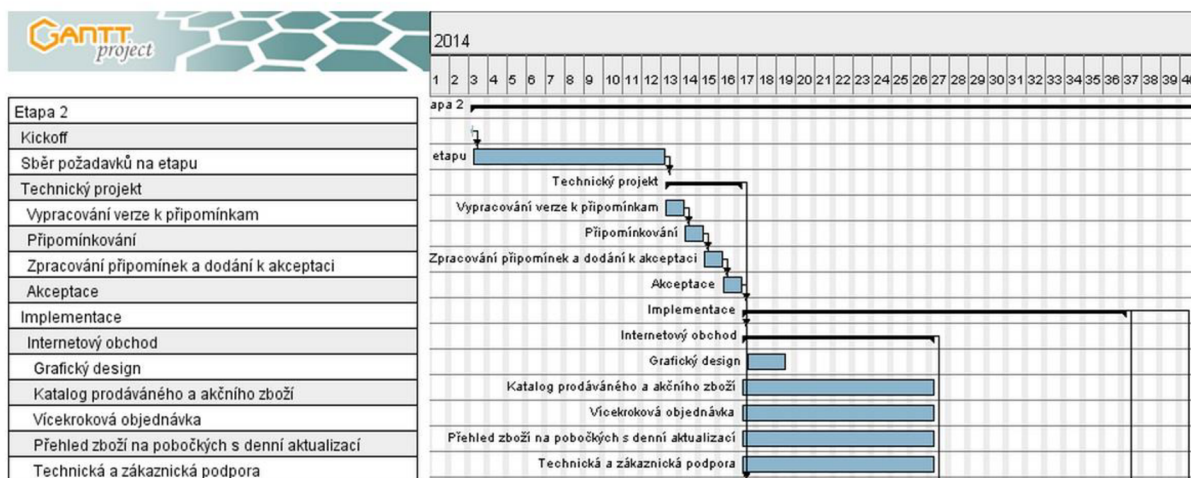 GANTT
project
2014
1 2 3 4 5 6 7 8 9 10 11 12 13 14 15 16 17 18 19 20 21 22 23 24 25 26 27 28 29 30 31 32 33 34 35 36 37 38 39 40
Etapa 2
Kickoff
Sběr požadavků na etapu
Technický projekt
Vypracování verze k připomínkam
Připomínkování
Zpracování připomínek a dodání k akceptaci
Akceptace
Implementace
Internetový obchod
Grafický design
Katalog prodáváného a akčního zboží
Vícekroková objednávka
Přehled zboží na pobočkých s denní aktualizací
Technická a zákaznická podpora
apa 2
etapu
Technický projekt
Vypracování verze k připomínkam
Připomínkování
Zpracování připomínek a dodání k akceptaci
Akceptace
Implementace
Internetový obchod
Grafický design
Katalog prodáváného a akčního zboží
Vícekroková objednávka
Přehled zboží na pobočkých s denní aktualizací
Technická a zákaznická podpora